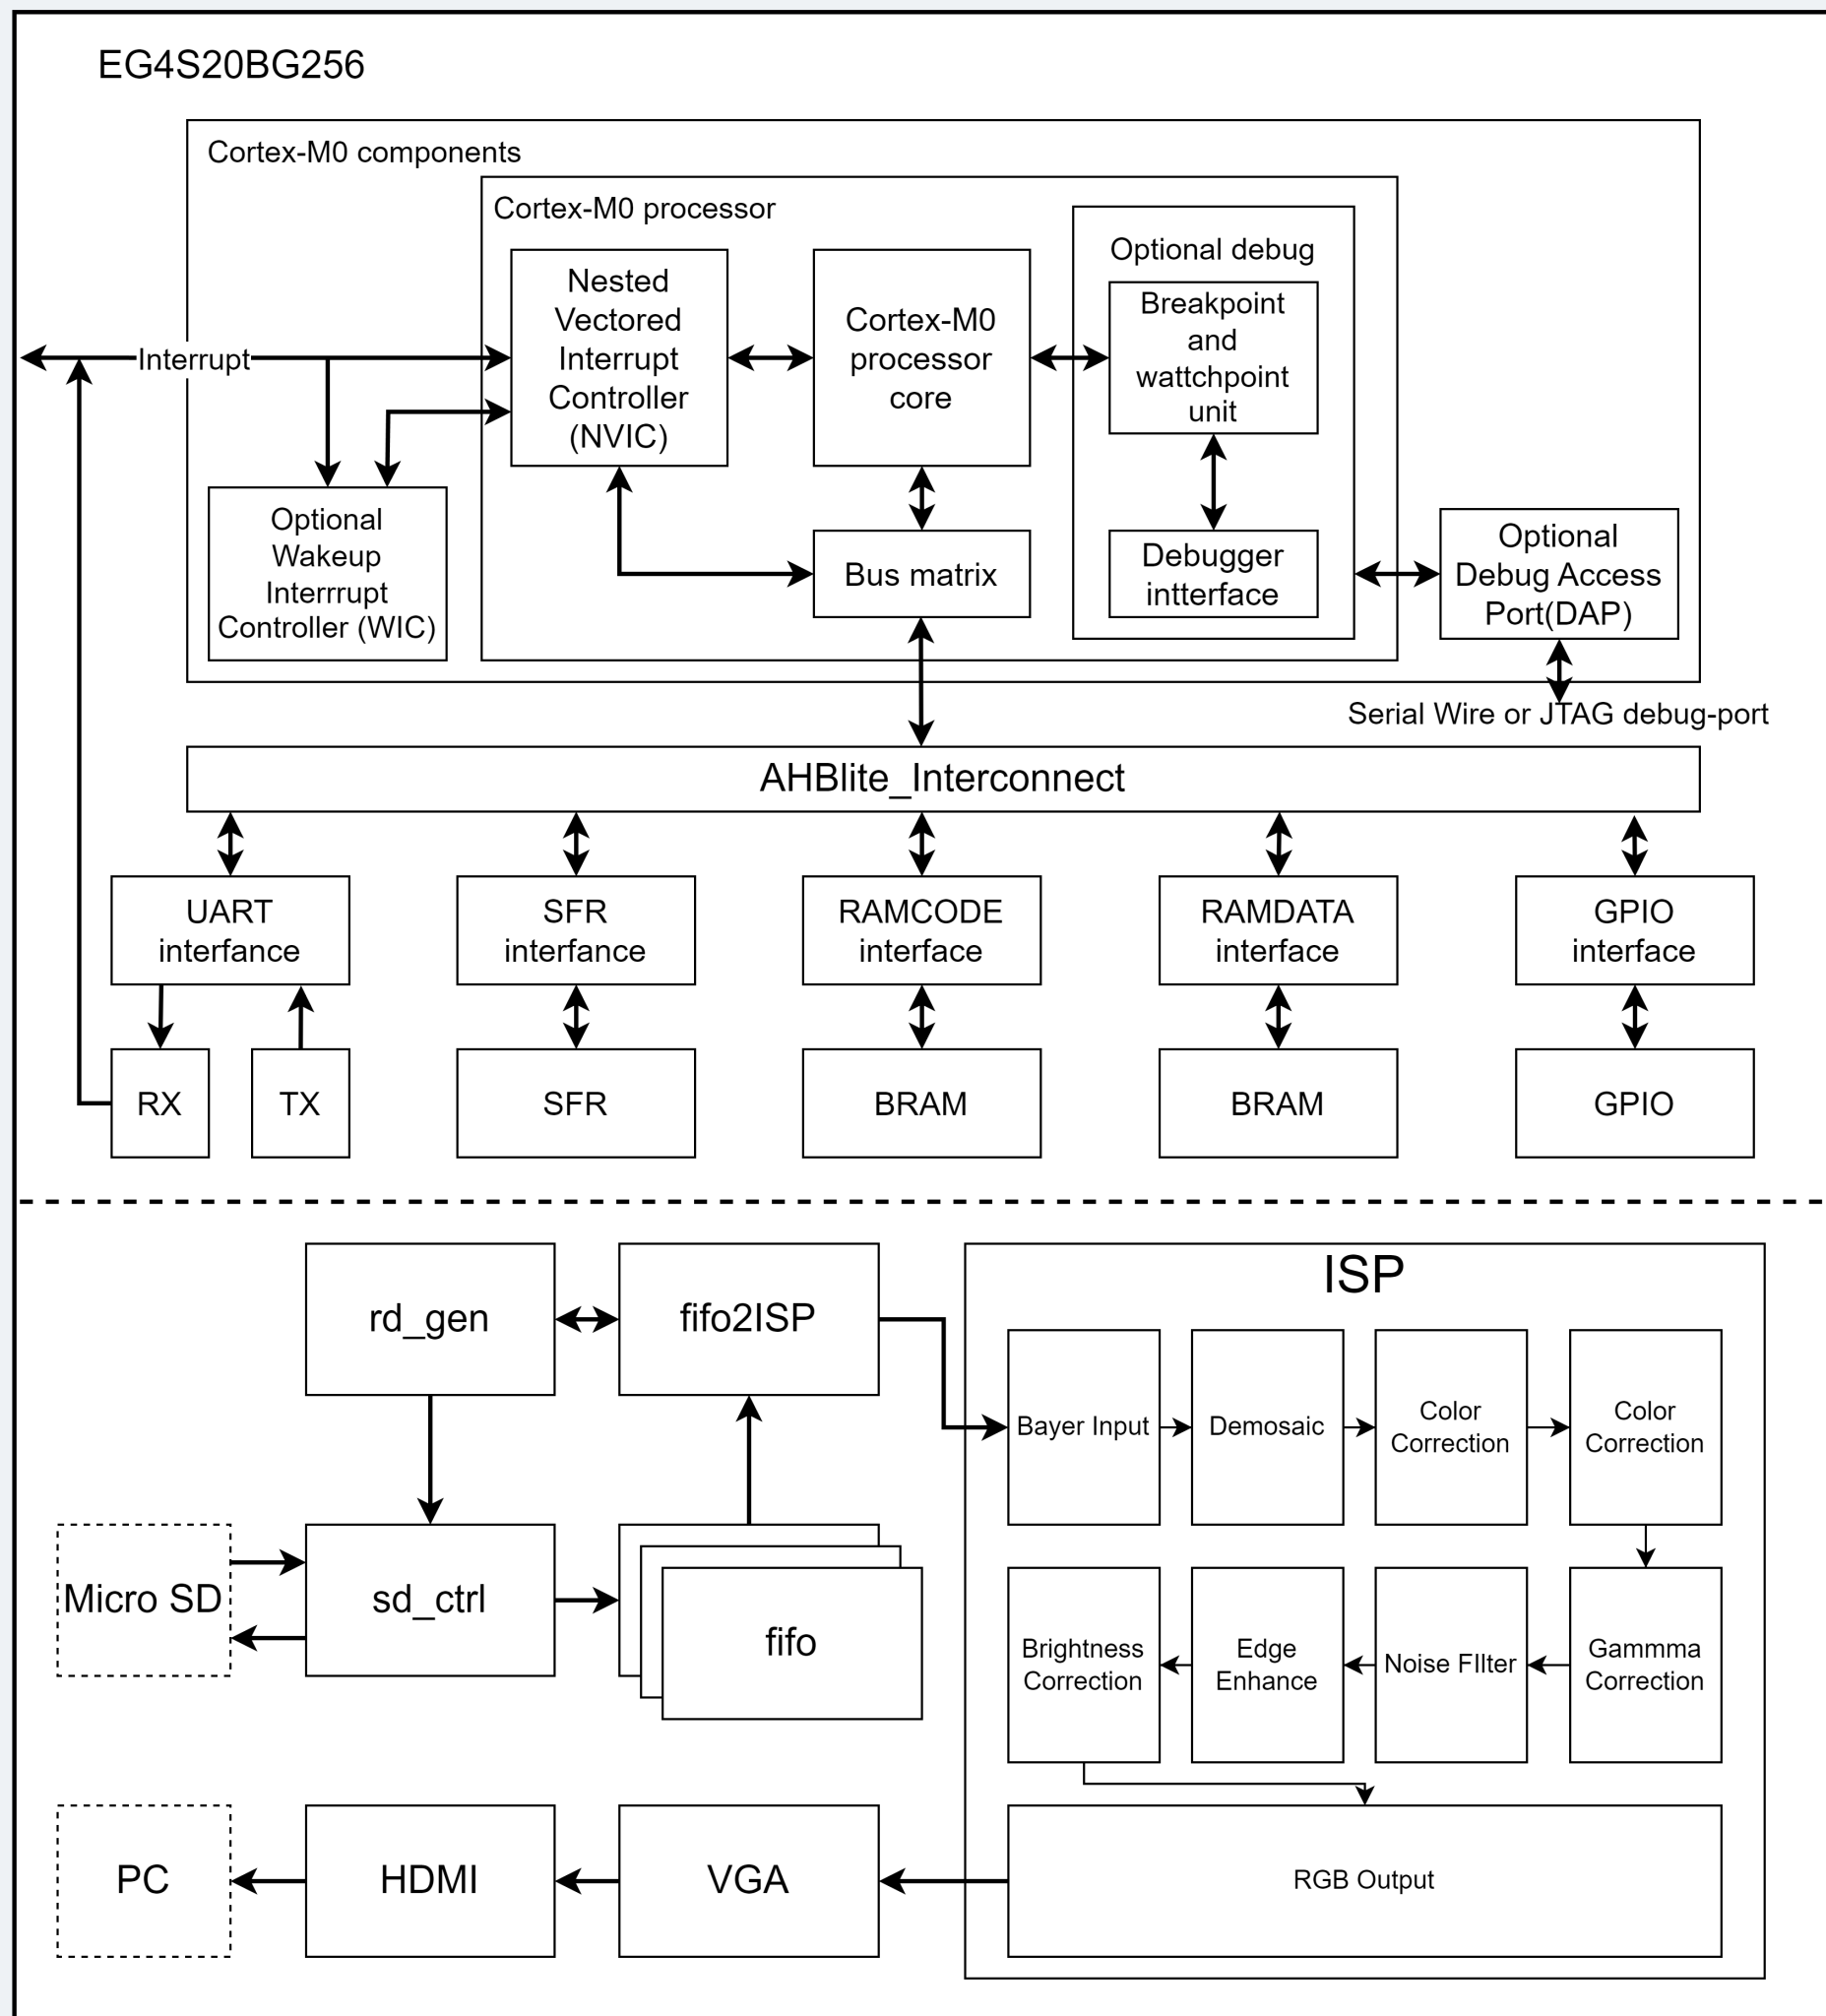 EG4S20BG256
Cortex-M0 components
Cortex-M0 processor
Nested
Vectored
Interrupt
Controller
(NVIC)
Cortex-M0
processor
core
Optional debug
Breakpoint
and
wattchpoint
unit
Interrupt
Optional
Wakeup
Interrrupt
Controller (WIC)
Bus matrix
Debugger
intterface
Optional
Debug Access
Port(DAP)
Serial Wire or JTAG debug-port
AHBlite_Interconnect
UART
interfance
SFR
interfance
RAMCODE
interface
RAMDATA
interface
GPIO
interface
RX
TX
SFR
BRAM
BRAM
GPIO
rd_gen
fifo2ISP
ISP
Bayer Input
Demosaic
Color
Correction
Color
Correction
Micro SD
sd_ctrl
fifo
Brightness
Correction
Edge
Enhance
Noise FIlter
Gammma
Correction
PC
HDMI
VGA
RGB Output